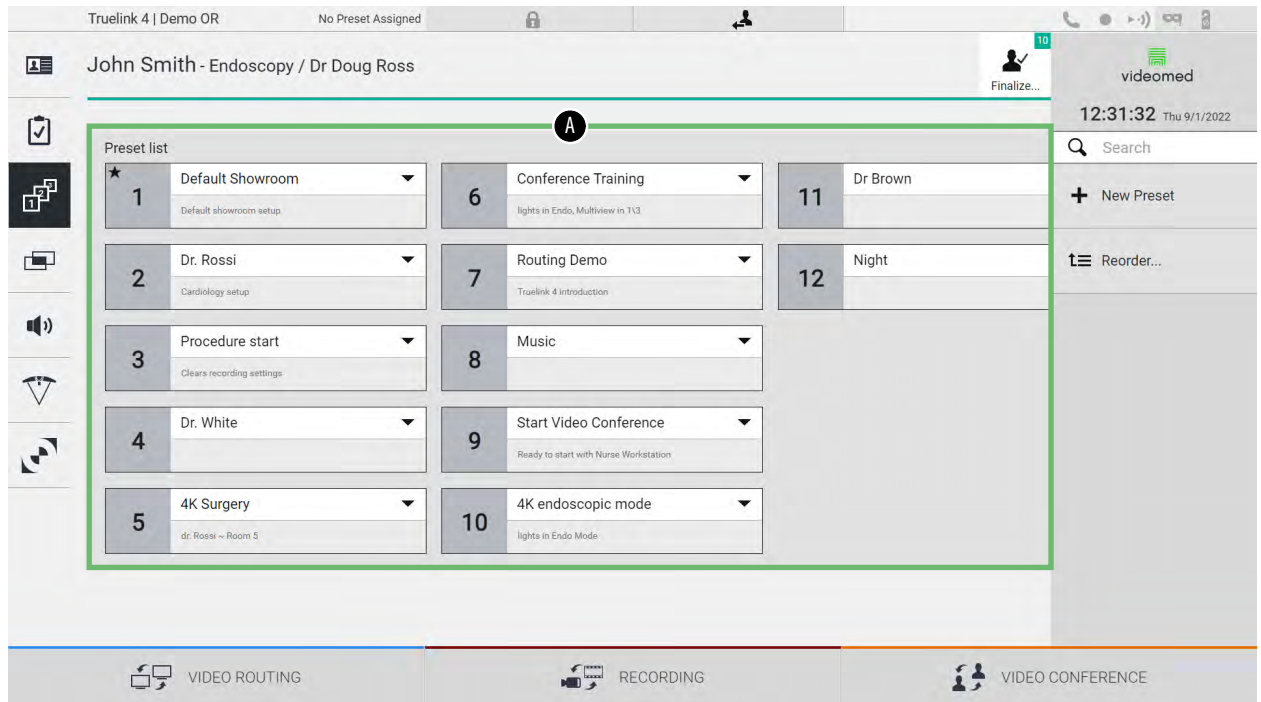 Truelink 4 | Demo OR
No Preset Assigned
John Smith - Endoscopy / Dr Doug Ross
10
Finalize...
videomed
12:31:32 Thu 9/1/2022
A
Preset list
1
Default Showroom
Default showroom setup
2
Dr. Rossi
Cardiology setup
3
Procedure start
Clears recording settings
4
Dr. White
5
4K Surgery
dr. Rossi ~ Room 5
6
Conference Training
lights in Endo, Multiview in 1\3
7
Routing Demo
Truelink 4 introduction
8
Music
9
Start Video Conference
Ready to start with Nurse Workstation
10
4K endoscopic mode
lights in Endo Mode
11
Dr Brown
12
Night
Search
New Preset
Reorder...
VIDEO ROUTING
RECORDING
VIDEO CONFERENCE